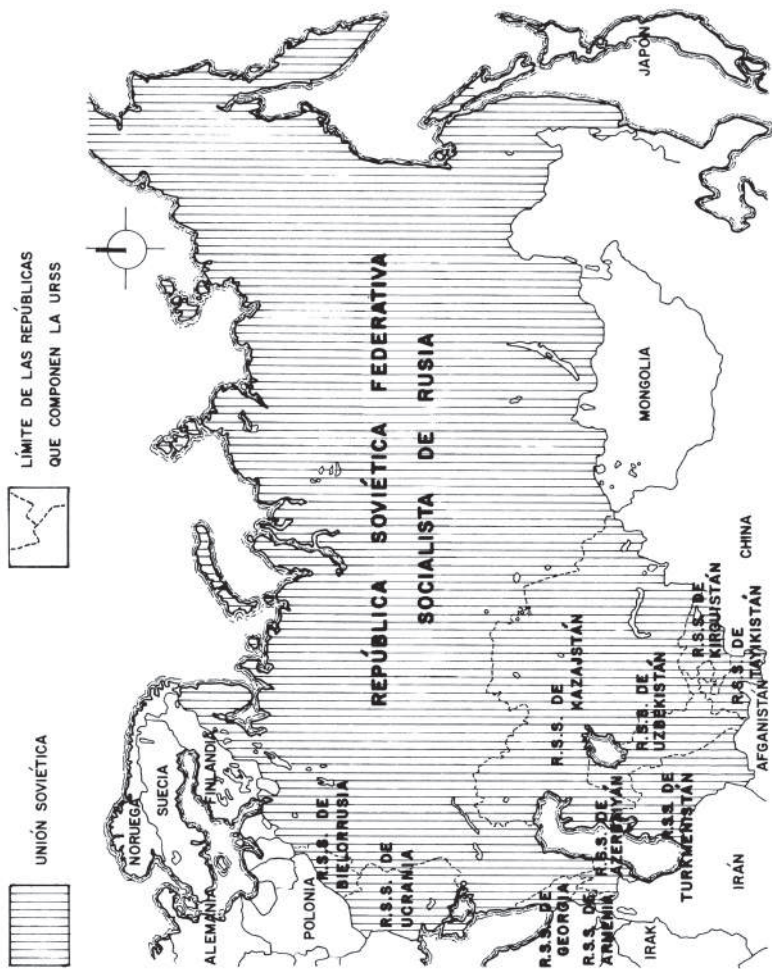 UNIÓN SOVIÉTICA
LÍMITE DE LAS REPÚBLICAS
QUE COMPONEN LA URSS
NORUEGA
SUECIA
FINLANDIA
ALEMANIA
POLONIA
R.S.S. DE
BIELORRUSIA
R.S.S. DE
UCRANIA
REPÚBLICA SOVIÉTICA FEDERATIVA
SOCIALISTA DE RUSIA
R.S.S. DE
KAZAJSTÁN
R.S.S. DE
UZBEKISTÁN
R.S.S. DE
KIRGUISTÁN
R.S.S. DE
TAYIKISTÁN
R.S.S. DE
GEORGIA
R.S.S. DE
ARMENIA
R.S.S. DE
AZERBEIYÁN
R.S.S. DE
TURKMENISTÁN
IRAK
IRÁN
AFGANISTÁN
CHINA
MONGOLIA
JAPÓN